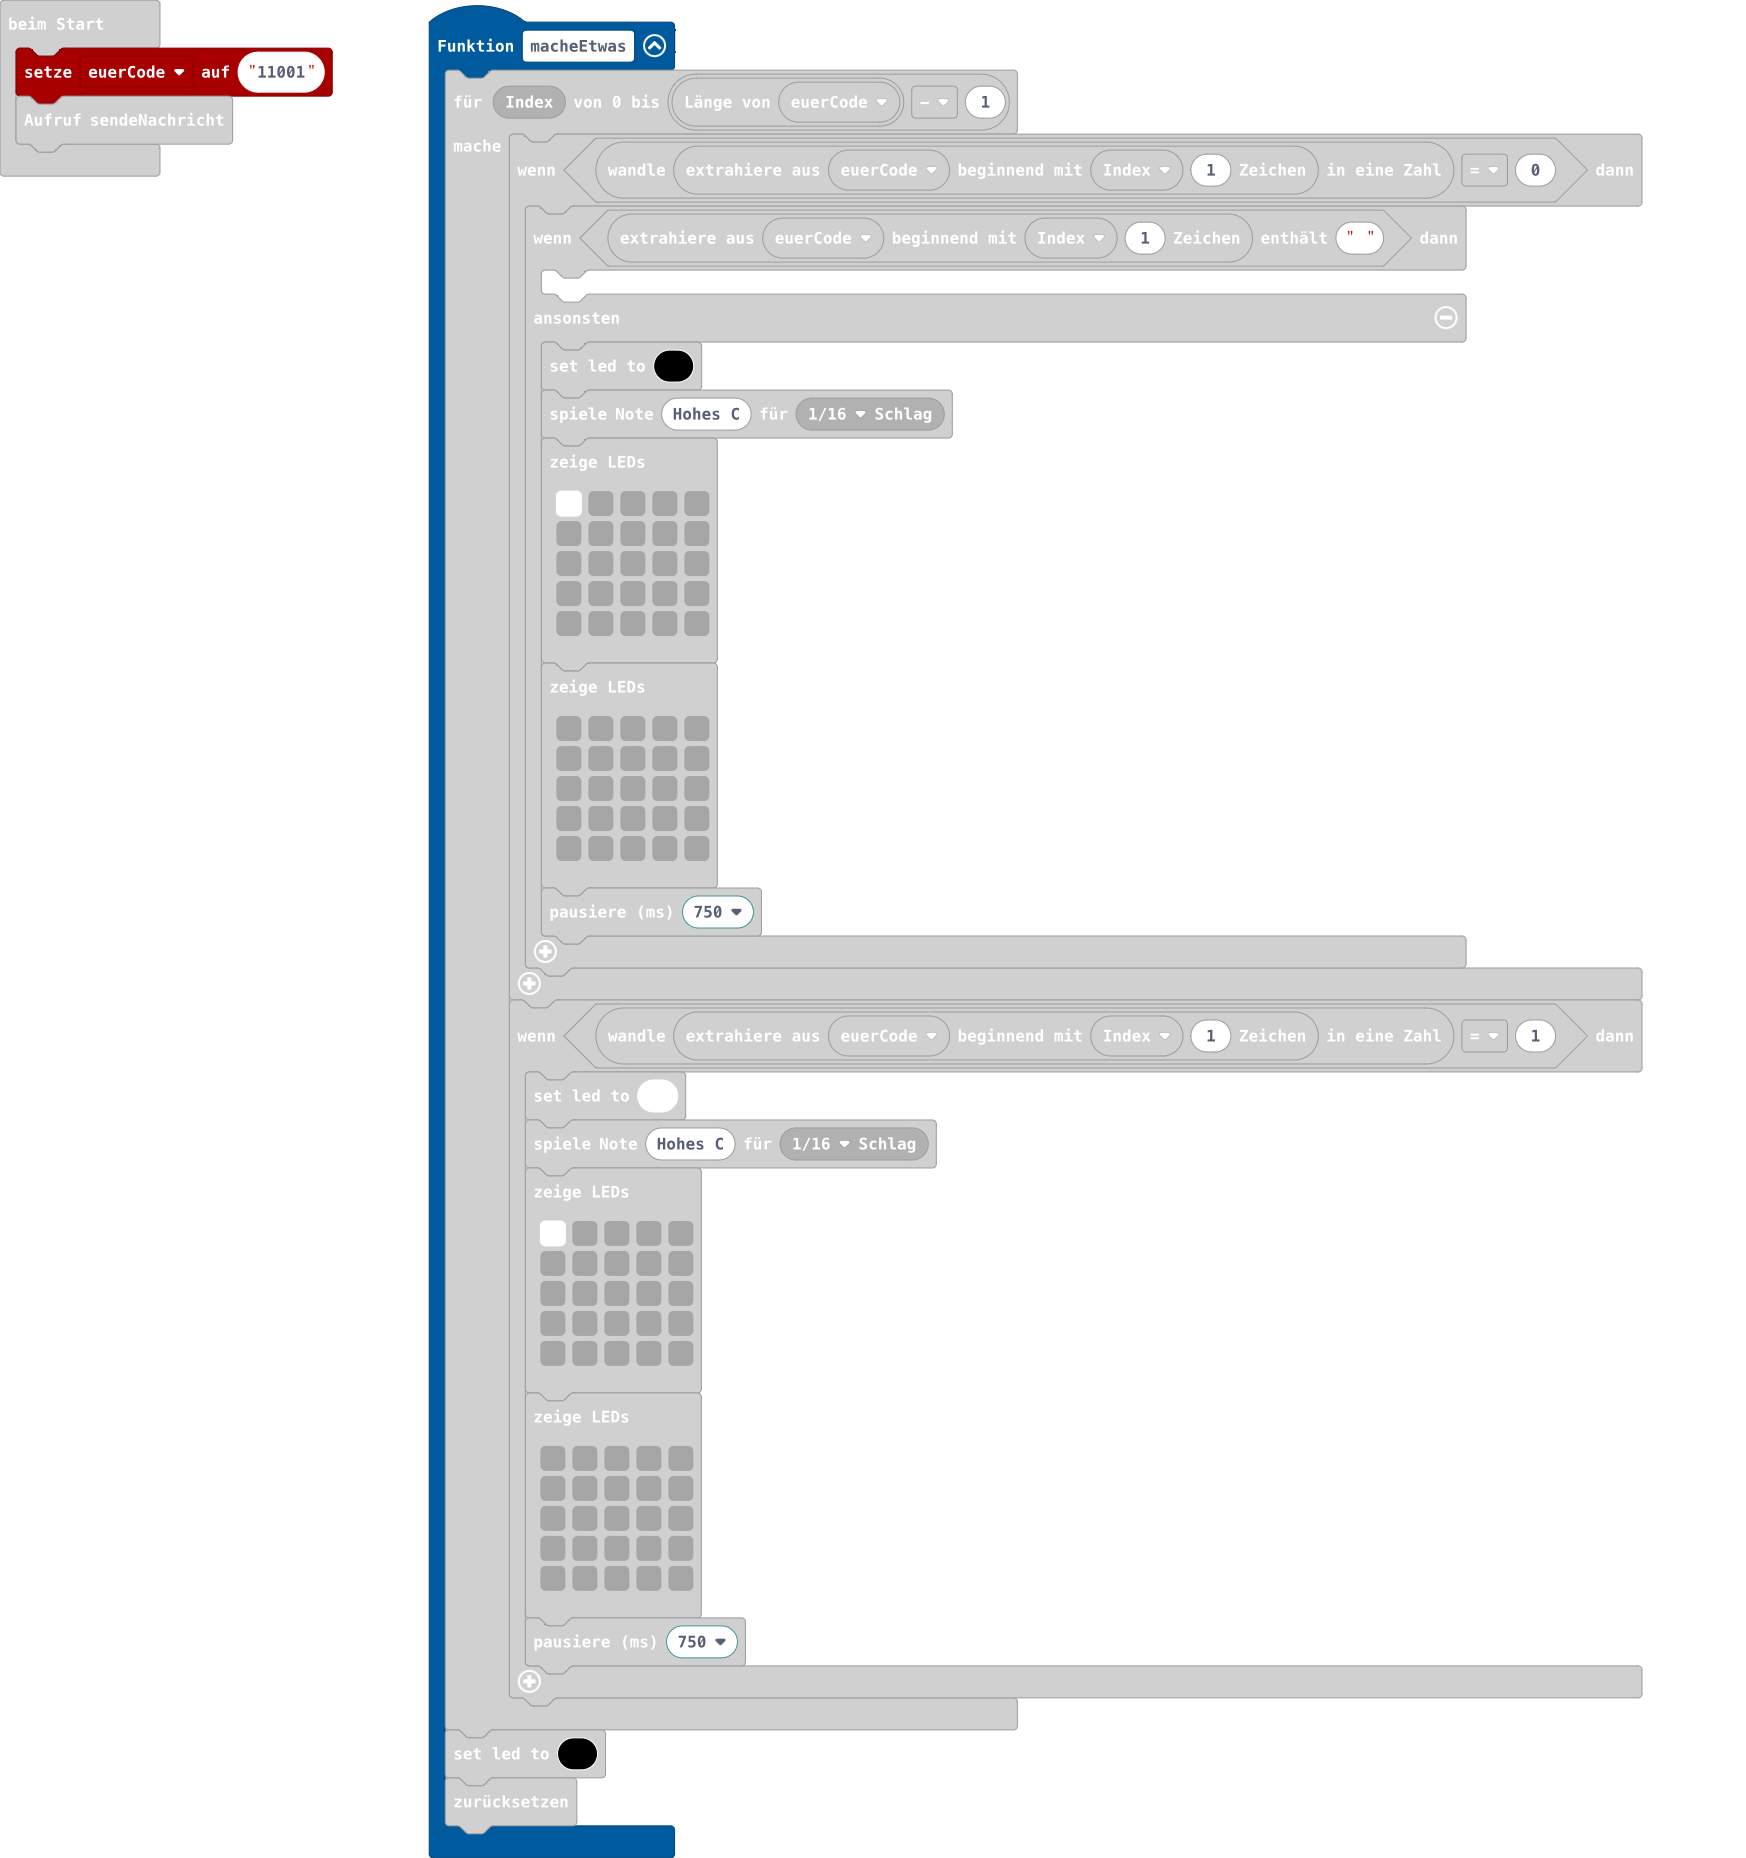 beim Start
setze euerCode auf "11001"
Aufruf sendeNachricht
Funktion macheEtwas
für Index von 0 bis Länge von euerCode - 1
mache
wenn wandle extrahiere aus euerCode beginnend mit Index 1 Zeichen in eine Zahl = 0 dann
wenn extrahiere aus euerCode beginnend mit Index 1 Zeichen enthält " " dann
ansonsten
set led to
spiele Note Hohes C für 1/16 Schlag
zeige LEDs
zeige LEDs
pausiere (ms) 750
wenn wandle extrahiere aus euerCode beginnend mit Index 1 Zeichen in eine Zahl = 1 dann
set led to
spiele Note Hohes C für 1/16 Schlag
zeige LEDs
zeige LEDs
pausiere (ms) 750
set led to
zurücksetzen